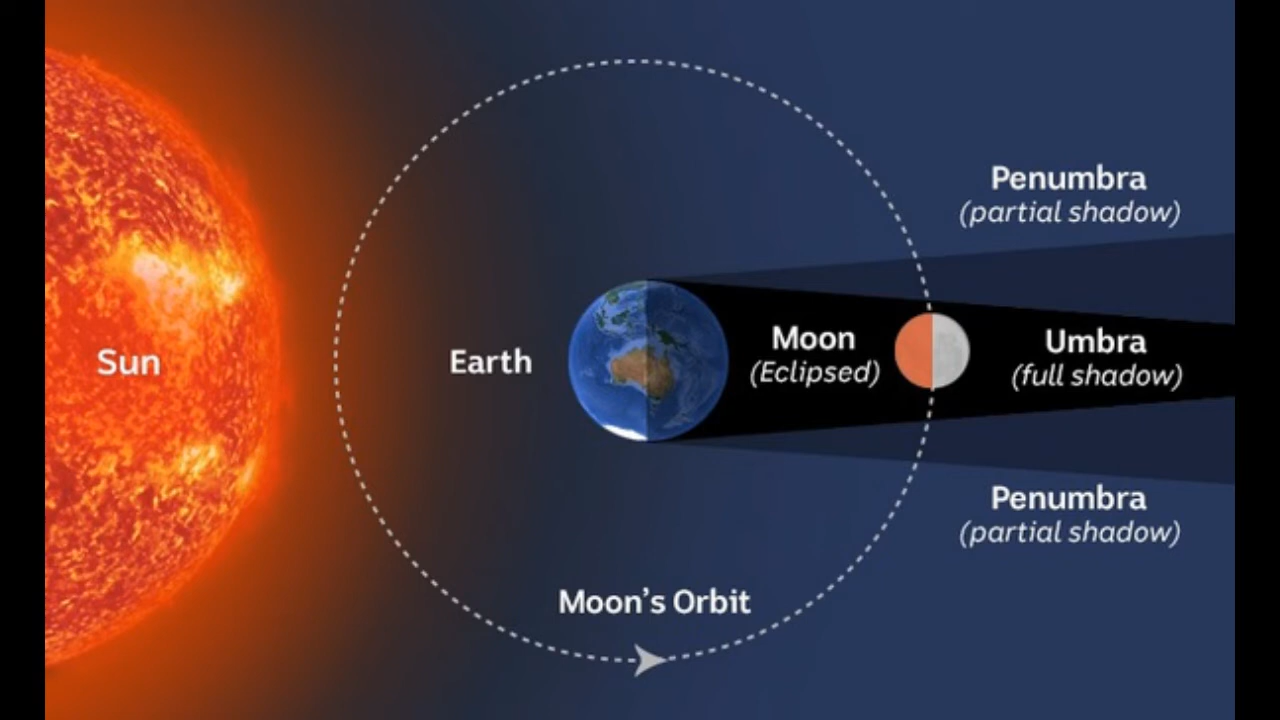 Penumbra
(partial shadow)
Sun
Earth
Moon
(Eclipsed)
Umbra
(full shadow)
Penumbra
(partial shadow)
Moon’s Orbit